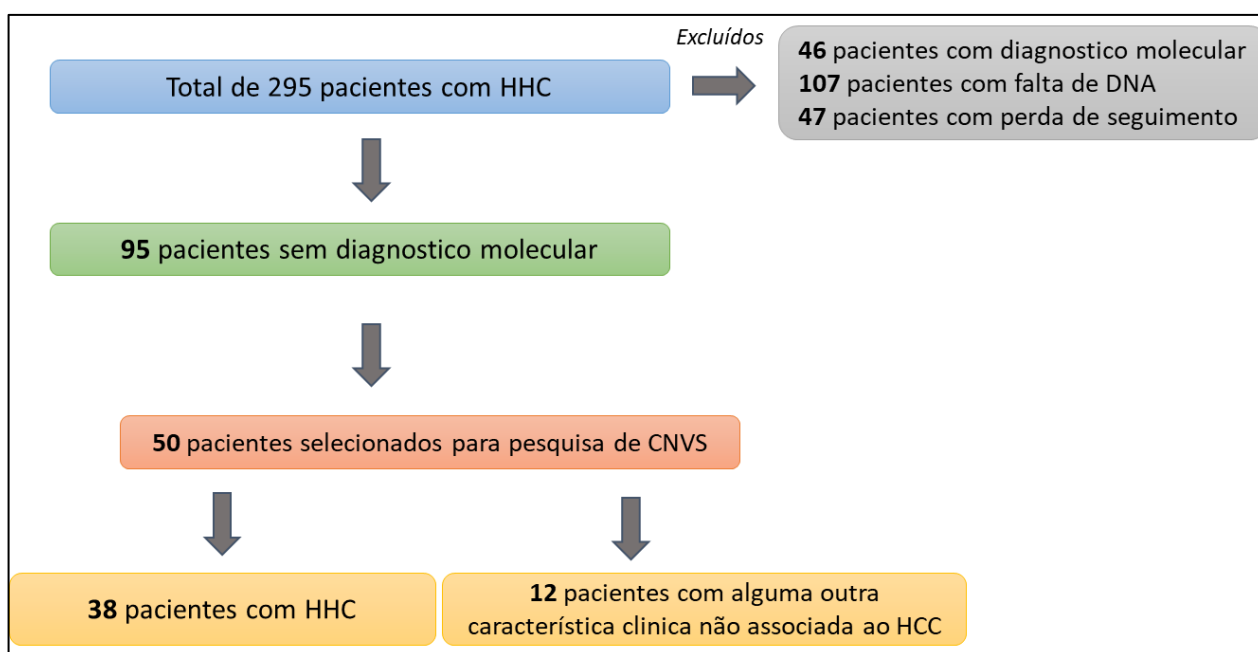 Excluídos
Total de 295 pacientes com HHC
46 pacientes com diagnostico molecular
107 pacientes com falta de DNA
47 pacientes com perda de seguimento
95 pacientes sem diagnostico molecular
50 pacientes selecionados para pesquisa de CNVS
38 pacientes com HHC
12 pacientes com alguma outra
característica clinica não associada ao HCC